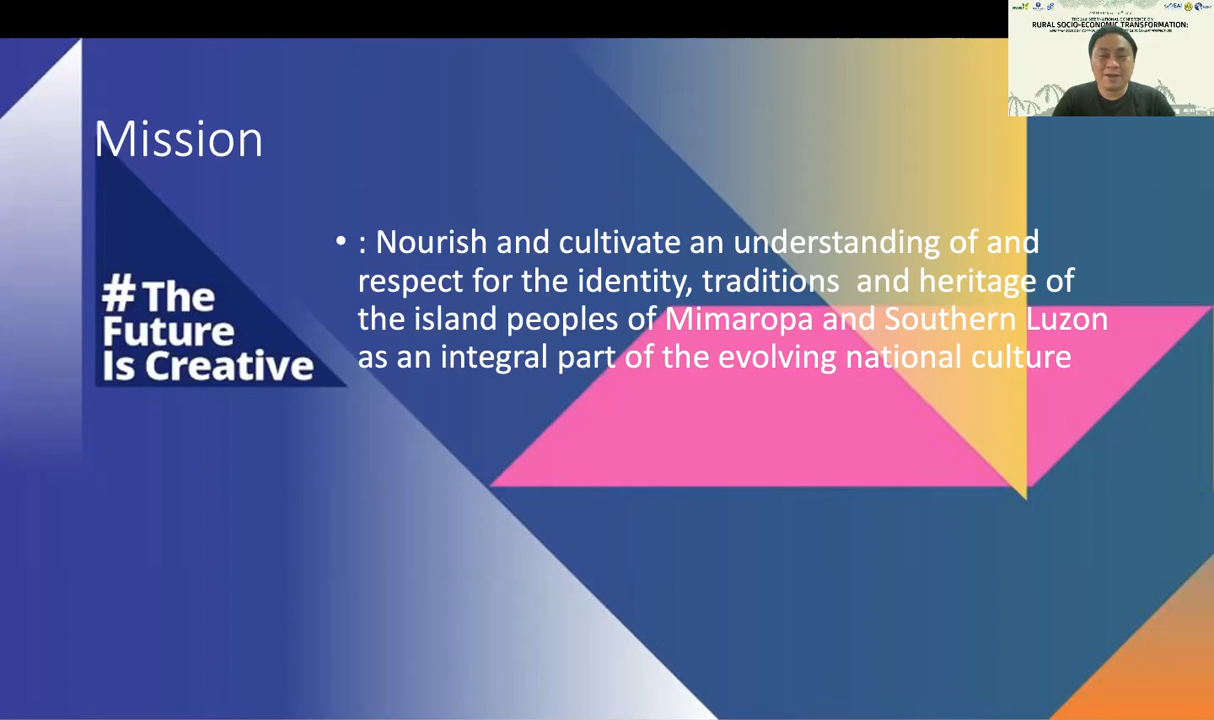 RURAL SOCIO-ECONOMIC TRANSFORMATION:
Mission
• : Nourish and cultivate an understanding of and
respect for the identity, traditions  and heritage of
the island peoples of Mimaropa and Southern Luzon
as an integral part of the evolving national culture
# The
Future
Is Creative